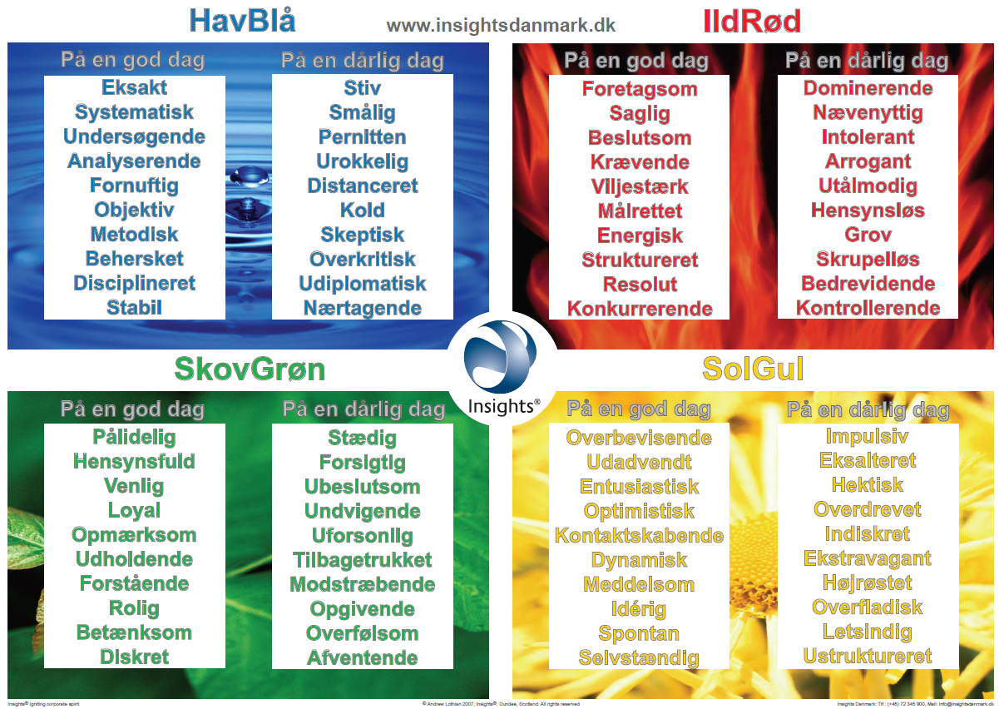 HavBlå
www.insightsdanmark.dk
IldRød
På en god dag
Eksakt
Systematisk
Undersøgende
Analyserende
Fornuftig
Objektiv
Metodisk
Behersket
Disciplineret
Stabil
På en dårlig dag
Stiv
Smålig
Pernitten
Urokkelig
Distanceret
Kold
Skeptisk
Overkritisk
Udiplomatisk
Nærtagende
På en god dag
Foretagsom
Saglig
Beslutsom
Krævende
Viljestærk
Målrettet
Energisk
Struktureret
Resolut
Konkurrerende
På en dårlig dag
Dominerende
Nævenyttig
Intolerant
Arrogant
Utålmodig
Hensynsløs
Grov
Skrupelløs
Bedrevidende
Kontrollerende
Insights®
SkovGrøn
På en god dag
Pålidelig
Hensynsfuld
Venlig
Loyal
Opmærksom
Udholdende
Forstående
Rolig
Betænksom
Diskret
På en dårlig dag
Stædig
Forsigtig
Ubeslutsom
Undvigende
Uforsonlig
Tilbagetrukket
Modstræbende
Opgivende
Overfølsom
Afventende
SolGul
På en god dag
Overbevisende
Udadvendt
Entusiastisk
Optimistisk
Kontaktskabende
Dynamisk
Meddelsom
Idérig
Spontan
Selvstændig
På en dårlig dag
Impulsiv
Eksalteret
Hektisk
Overdrevet
Indiskret
Ekstravagant
Højrøstet
Overfladisk
Letsindig
Ustruktureret
Insights® Igniting corporate spirit
© Andrew Lothian 2007, Insights®, Dundee, Scotland. All rights reserved
Insights Danmark: Tlf.: (+45) 72 345 900, Mail: info@insightsdanmark.dk